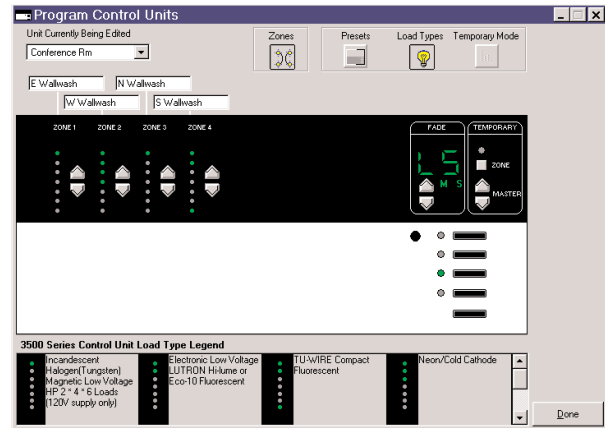 Program Control Units
Unit Currently Being Edited
Conference Rm
Zones
Presets
Load Types
Temporary Mode
E Wallwash
N Wallwash
W Wallwash
S Wallwash
ZONE 1
ZONE 2
ZONE 3
ZONE 4
FADE
TEMPORARY
LS
M S
ZONE
MASTER
3500 Series Control Unit Load Type Legend
Incandescent
Halogen(Tungsten)
Magnetic Low Voltage
HP 2 * 4 * 6 Loads
(120V supply only)
Electronic Low Voltage
LUTRON Hi-lume or
Eco-10 Fluorescent
TU-WIRE Compact
Fluorescent
Neon/Cold Cathode
Done